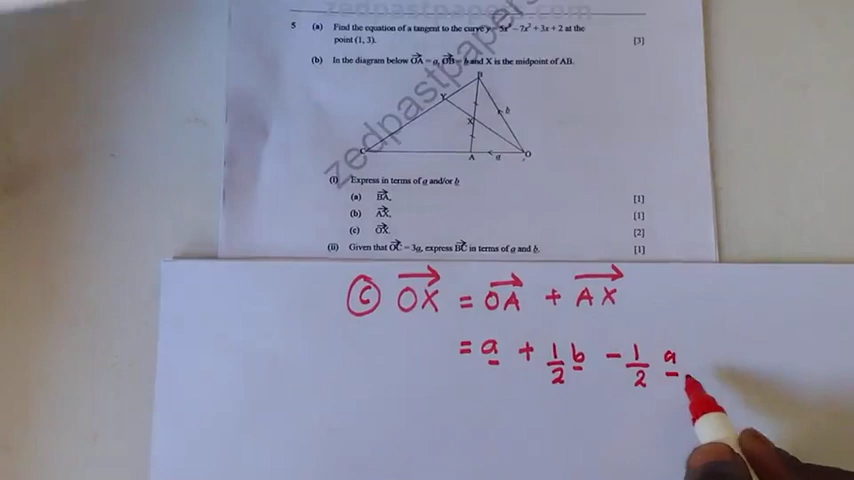 zedpastpapers.com
5 (a) Find the equation of a tangent to the curve y = 5x⁴ – 7x² + 3x + 2 at the
point (1, 3). [3]
(b) In the diagram below OA⃗ = a, OB⃗ = b and X is the midpoint of AB.
B
Y
b
X
C A a O
(i) Express in terms of a and/or b
(a) BA⃗, [1]
(b) AX⃗, [1]
(c) OX⃗. [2]
(ii) Given that OC⃗ = 3a, express BC⃗ in terms of a and b. [1]
zedpastpapers
(c) OX⃗ = OA⃗ + AX⃗
= a + 1/2 b - 1/2 a